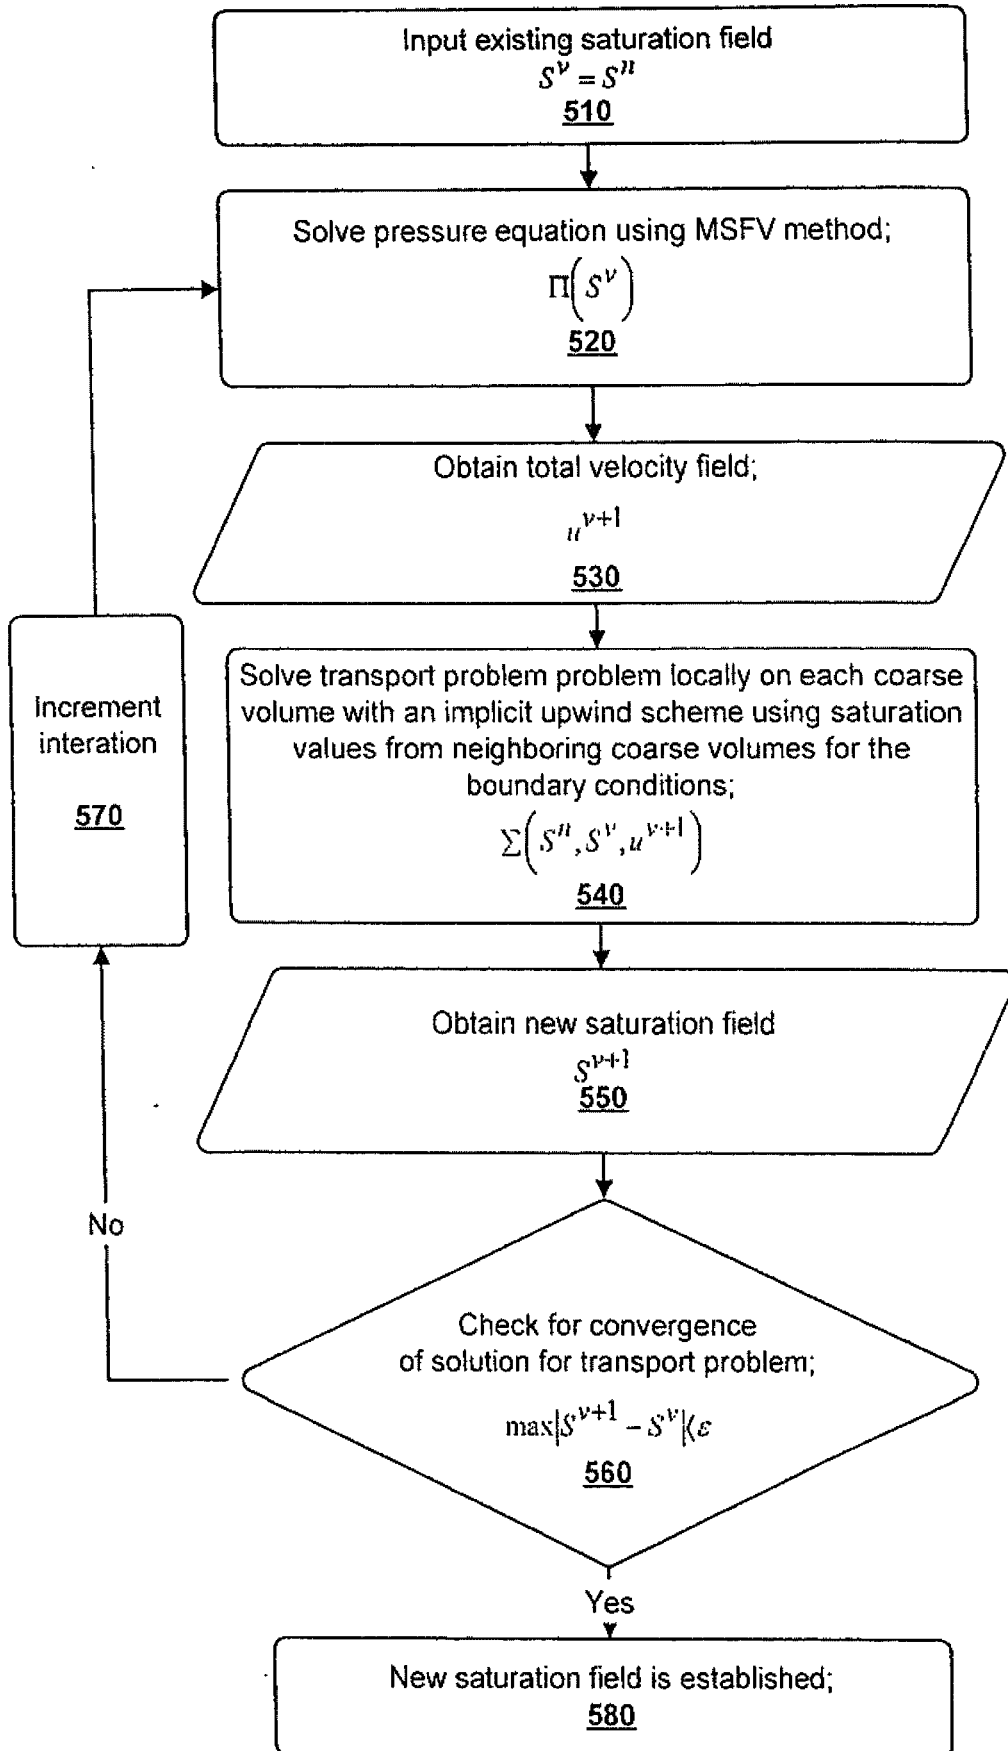 Input existing saturation field
S^ν = S^n
510
Solve pressure equation using MSFV method;
Π(S^ν)
520
Obtain total velocity field;
u^ν+1
530
Solve transport problem problem locally on each coarse
volume with an implicit upwind scheme using saturation
values from neighboring coarse volumes for the
boundary conditions;
Σ(S^n, S^ν, u^ν+1)
540
Increment
interation
570
Obtain new saturation field
S^ν+1
550
No
Check for convergence
of solution for transport problem;
max|S^ν+1 – S^ν|⟨ε
560
Yes
New saturation field is established;
580